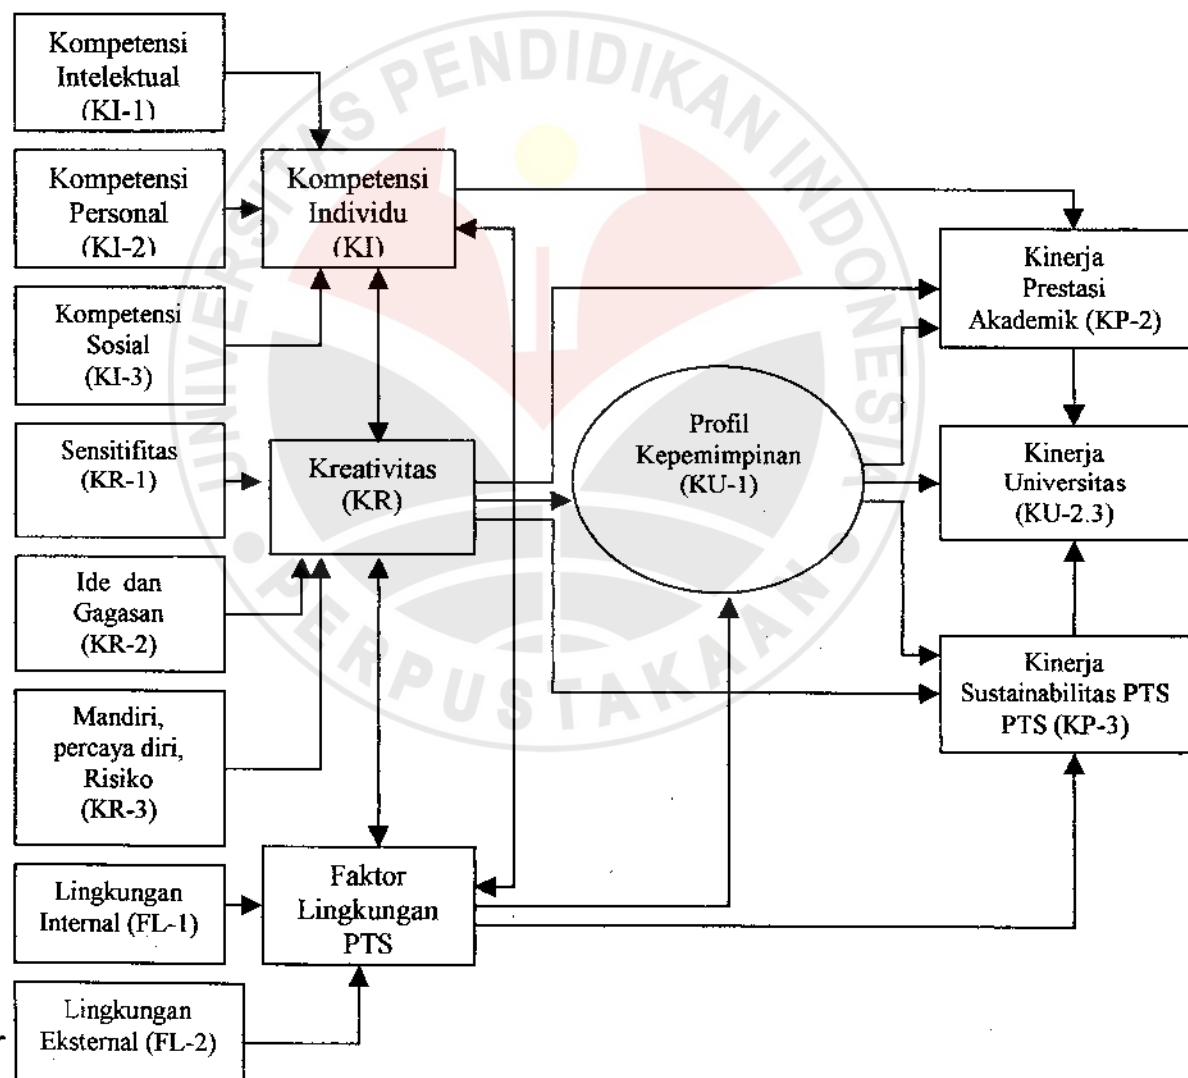 Kompetensi
Intelektual
(KI-1)
Kompetensi
Personal
(KI-2)
Kompetensi
Sosial
(KI-3)
Sensitifitas
(KR-1)
Ide dan
Gagasan
(KR-2)
Mandiri,
percaya diri,
Risiko
(KR-3)
Lingkungan
Internal (FL-1)
Lingkungan
Eksternal (FL-2)
Kompetensi
Individu
(KI)
Kreativitas
(KR)
Faktor
Lingkungan
PTS
Profil
Kepemimpinan
(KU-1)
Kinerja
Prestasi
Akademik (KP-2)
Kinerja
Universitas
(KU-2.3)
Kinerja
Sustainabilitas PTS
PTS (KP-3)
UNIVERSITAS PENDIDIKAN INDONESIA
PERPUSTAKAAN